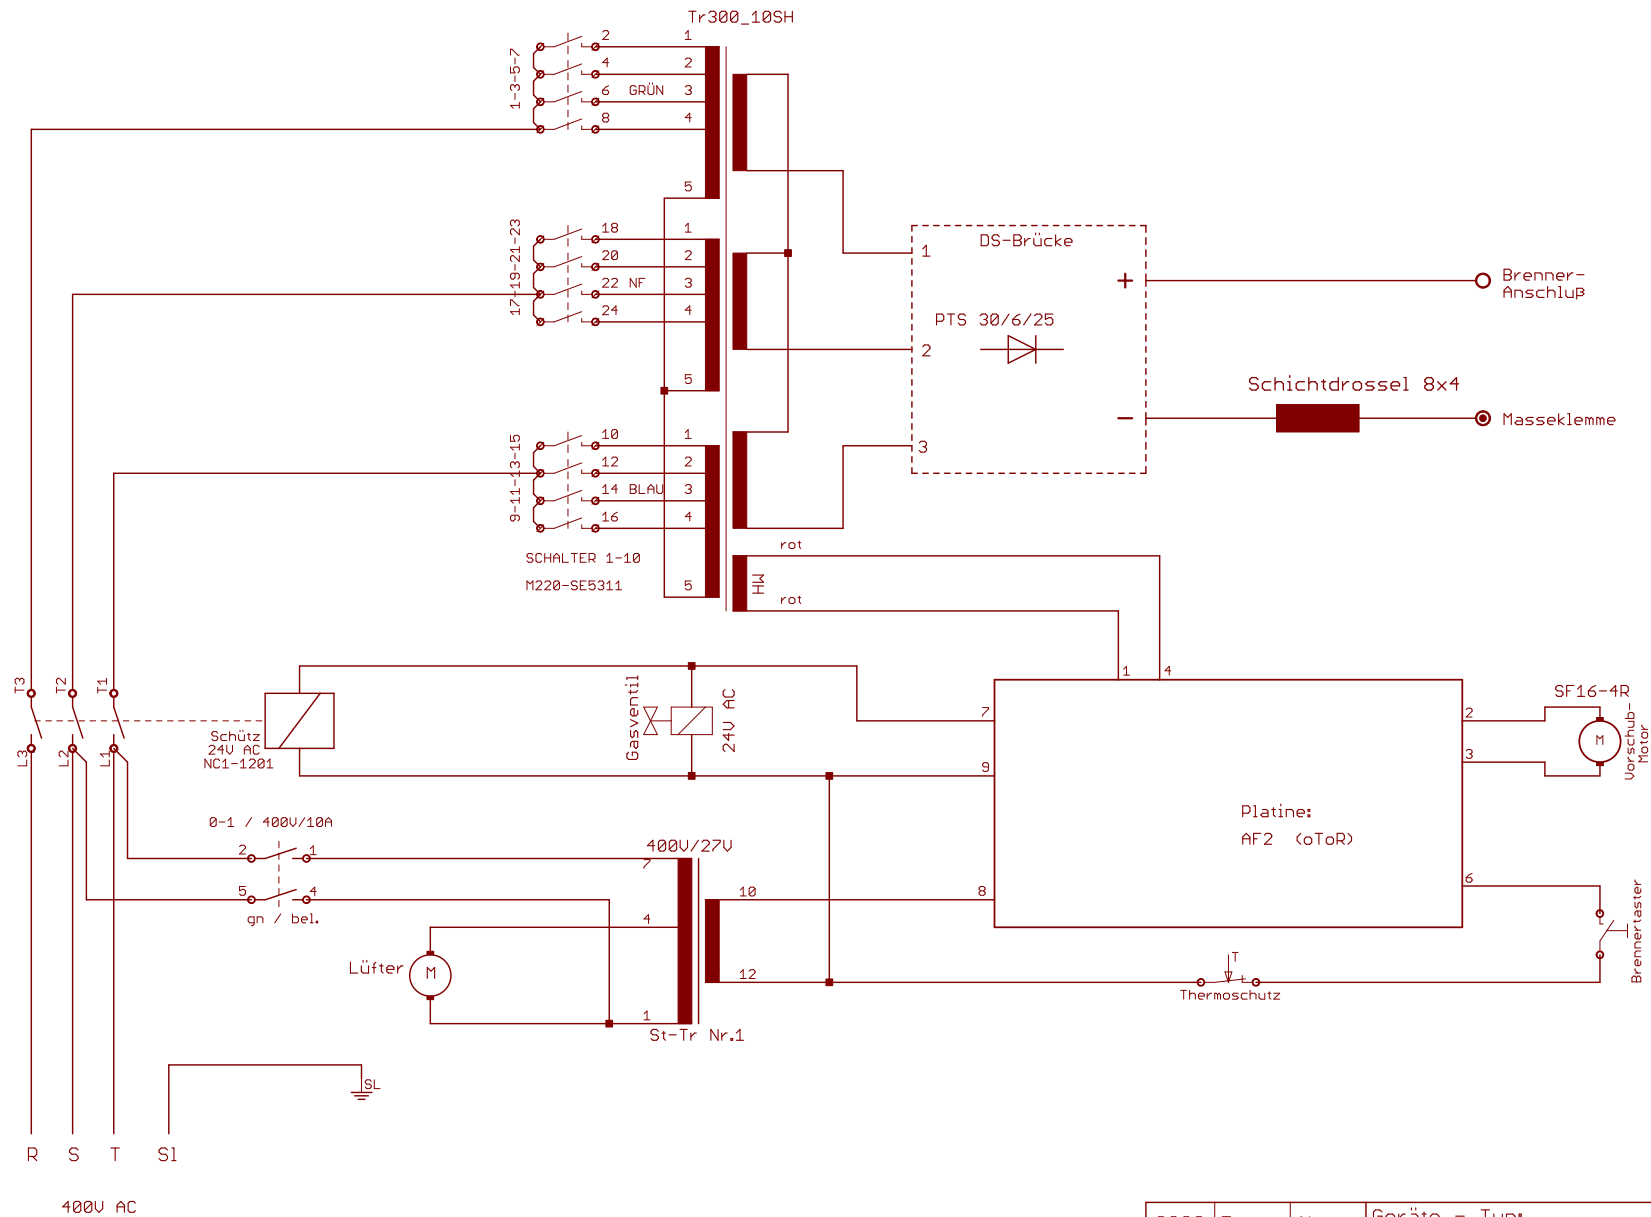 Tr300_10SH
1-3-5-7
2
4
6
8
GRÜN
1
2
3
4
5
17-19-21-23
18
20
22
24
NF
1
2
3
4
5
9-11-13-15
10
12
14
16
BLAU
1
2
3
4
5
SCHALTER 1-10
M220-SE5311
rot
HM
rot
DS-Brücke
1
2
3
PTS 30/6/25
+
-
Brenner-
Anschluß
Schichtdrossel 8x4
Masseklemme
T3
T2
T1
L3
L2
L1
Schütz
24V AC
NC1-1201
Gasventil
24V AC
1
4
7
9
8
2
3
6
Platine:
AF2 (oToR)
SF16-4R
M
Vorschub-
Motor
Brennertaster
0-1 / 400V/10A
2
1
5
4
gn / bel.
400V/27V
7
4
1
10
12
St-Tr Nr.1
Lüfter
M
T
Thermoschutz
SL
R
S
T
Sl
400V AC
Geräte - Typ: